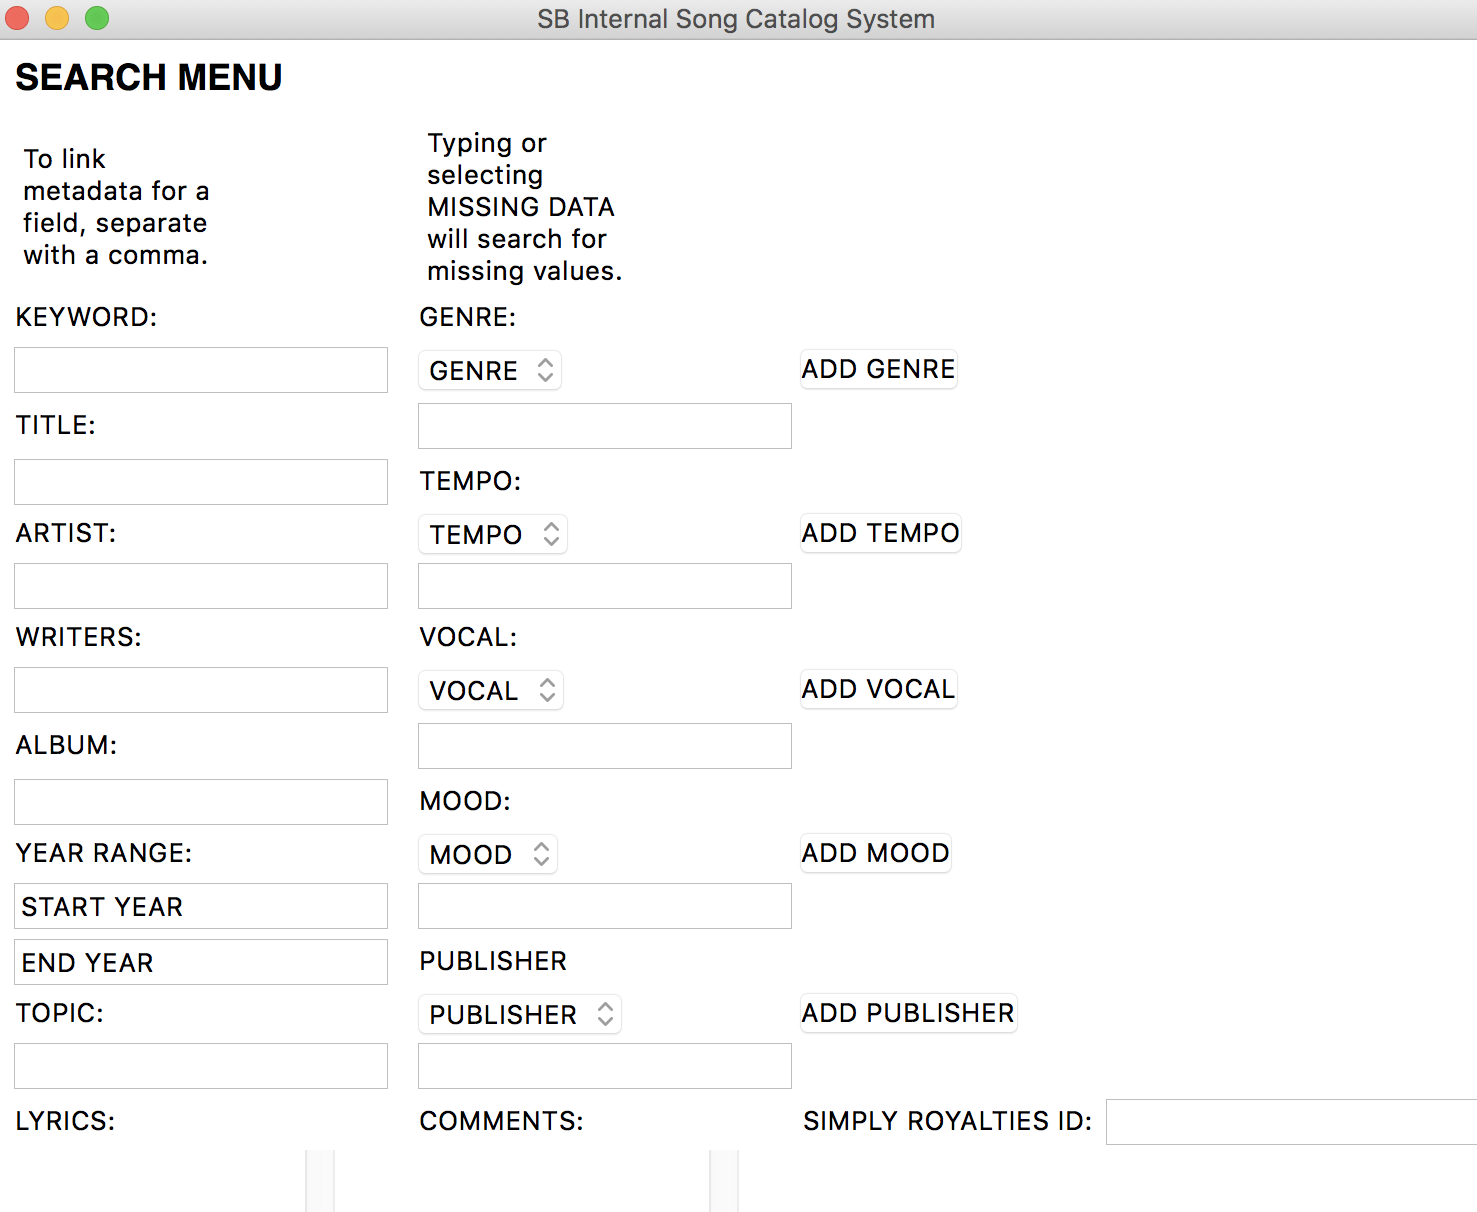 SB Internal Song Catalog System
SEARCH MENU
To link
metadata for a
field, separate
with a comma.
Typing or
selecting
MISSING DATA
will search for
missing values.
KEYWORD:
GENRE:
GENRE
ADD GENRE
TITLE:
TEMPO:
ARTIST:
TEMPO
ADD TEMPO
WRITERS:
VOCAL:
VOCAL
ADD VOCAL
ALBUM:
MOOD:
YEAR RANGE:
MOOD
ADD MOOD
START YEAR
END YEAR
PUBLISHER
TOPIC:
PUBLISHER
ADD PUBLISHER
LYRICS:
COMMENTS:
SIMPLY ROYALTIES ID: